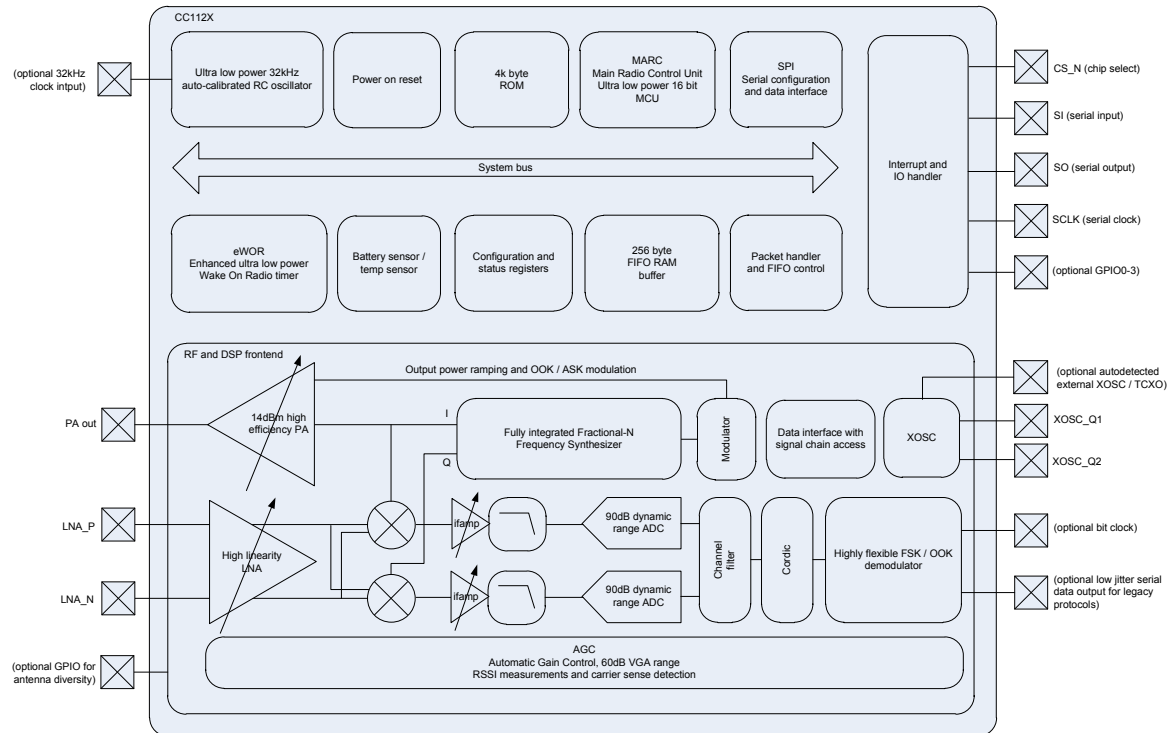 CC112X
(optional 32kHz
clock intput)
Ultra low power 32kHz
auto-calibrated RC oscillator
Power on reset
4k byte
ROM
MARC
Main Radio Control Unit
Ultra low power 16 bit
MCU
SPI
Serial configuration
and data interface
System bus
Interrupt and
IO handler
CS_N (chip select)
SI (serial input)
SO (serial output)
SCLK (serial clock)
(optional GPIO0-3)
eWOR
Enhanced ultra low power
Wake On Radio timer
Battery sensor /
temp sensor
Configuration and
status registers
256 byte
FIFO RAM
buffer
Packet handler
and FIFO control
RF and DSP frontend
Output power ramping and OOK / ASK modulation
PA out
14dBm high
efficiency PA
I
Q
Fully integrated Fractional-N
Frequency Synthesizer
Modulator
Data interface with
signal chain access
XOSC
(optional autodetected
external XOSC / TCXO)
XOSC_Q1
XOSC_Q2
LNA_P
LNA_N
High linearity
LNA
ifamp
90dB dynamic
range ADC
ifamp
90dB dynamic
range ADC
Channel
filter
Cordic
Highly flexible FSK / OOK
demodulator
(optional bit clock)
(optional low jitter serial
data output for legacy
protocols)
(optional GPIO for
antenna diversity)
AGC
Automatic Gain Control, 60dB VGA range
RSSI measurements and carrier sense detection